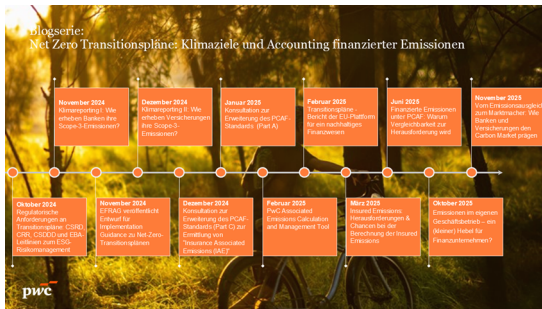 Blogserie:
Net Zero Transitionspläne: Klimaziele und Accounting finanzierter Emissionen
November 2024
Klimareporting I: Wie
erheben Banken ihre
Scope-3-Emissionen?
Dezember 2024
Klimareporting II: Wie
erheben Versicherungen
ihre Scope-3-
Emissionen?
Januar 2025
Konsultation zur
Erweiterung des PCAF-
Standards (Part A)
Februar 2025
Transitionspläne -
Bericht der EU-Plattform
für ein nachhaltiges
Finanzwesen
Juni 2025
Finanzierte Emissionen
unter PCAF: Warum
Vergleichbarkeit zur
Herausforderung wird
November 2025
Vom Emissionsausgleich
zum Marktmacher: Wie
Banken und
Versicherungen den
Carbon Market prägen
Oktober 2024
Regulatorische
Anforderungen an
Transitionspläne: CSRD,
CRR, CSDDD und EBA-
Leitlinien zum ESG-
Risikomanagement
November 2024
EFRAG veröffentlicht
Entwurf für
Implementation
Guidance zu Net-Zero-
Transitionsplänen
Dezember 2024
Konsultation zur
Erweiterung des PCAF-
Standards (Part C) zur
Ermittlung von
"Insurance Associated
Emissions (IAE)"
Februar 2025
PwC Associated
Emissions Calculation
and Management Tool
März 2025
Insured Emissions:
Herausforderungen &
Chancen bei der
Berechnung der Insured
Emissions
Oktober 2025
Emissionen im eigenen
Geschäftsbetrieb – ein
(kleiner) Hebel für
Finanzunternehmen?
pwc